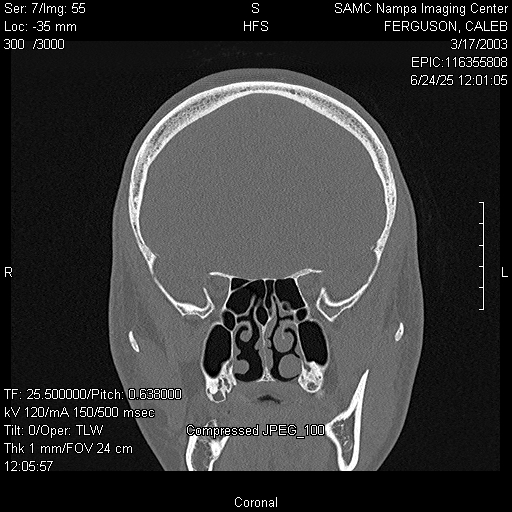 Ser: 7/Img: 55
Loc: -35 mm
300 /3000
S
HFS
SAMC Nampa Imaging Center
FERGUSON, CALEB
3/17/2003
EPIC:116355808
6/24/25 12:01:05
R
L
TF: 25.500000/Pitch: 0.638000
kV 120/mA 150/500 msec
Tilt: 0/Oper: TLW
Compressed JPEG_100
Thk 1 mm/FOV 24 cm
12:05:57
Coronal